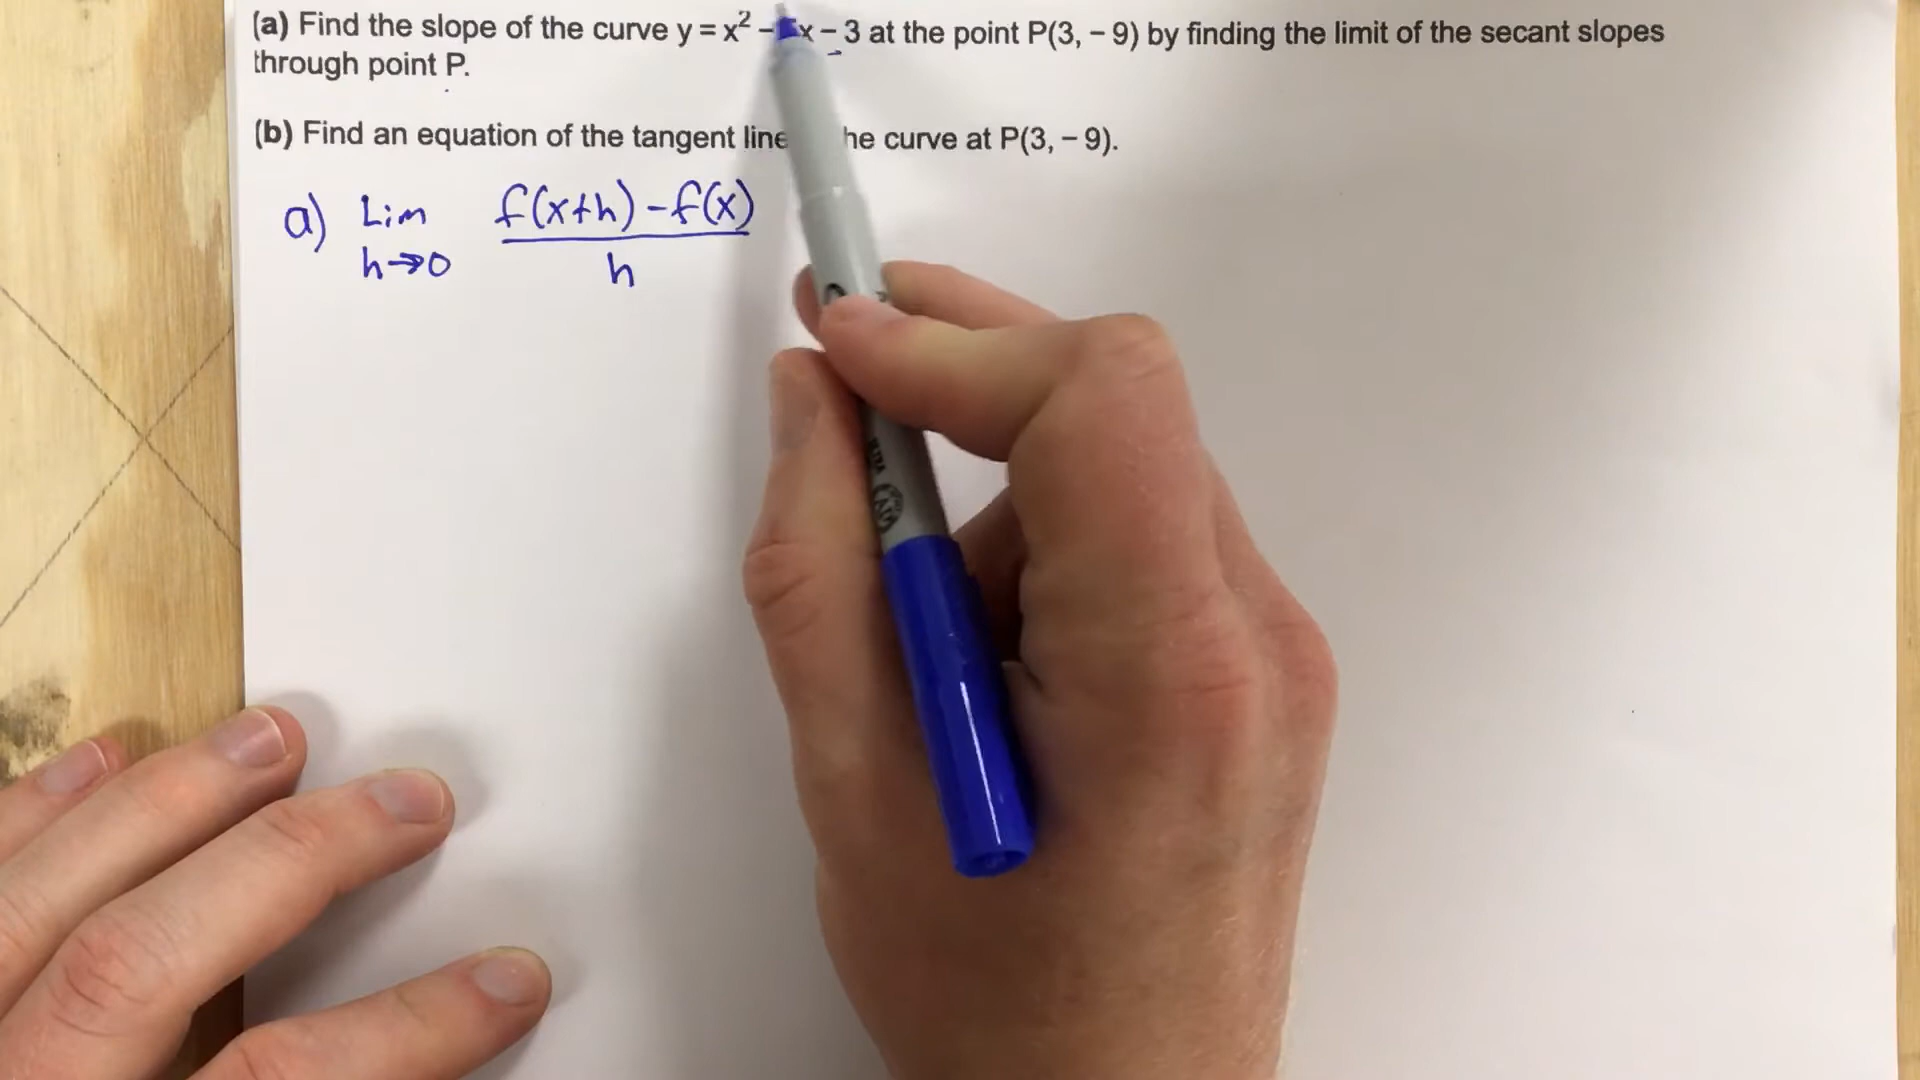 (a) Find the slope of the curve y = x² − x − 3 at the point P(3, − 9) by finding the limit of the secant slopes
through point P.
(b) Find an equation of the tangent line he curve at P(3, − 9).
a) Lim f(x+h) - f(x)
h→0 h